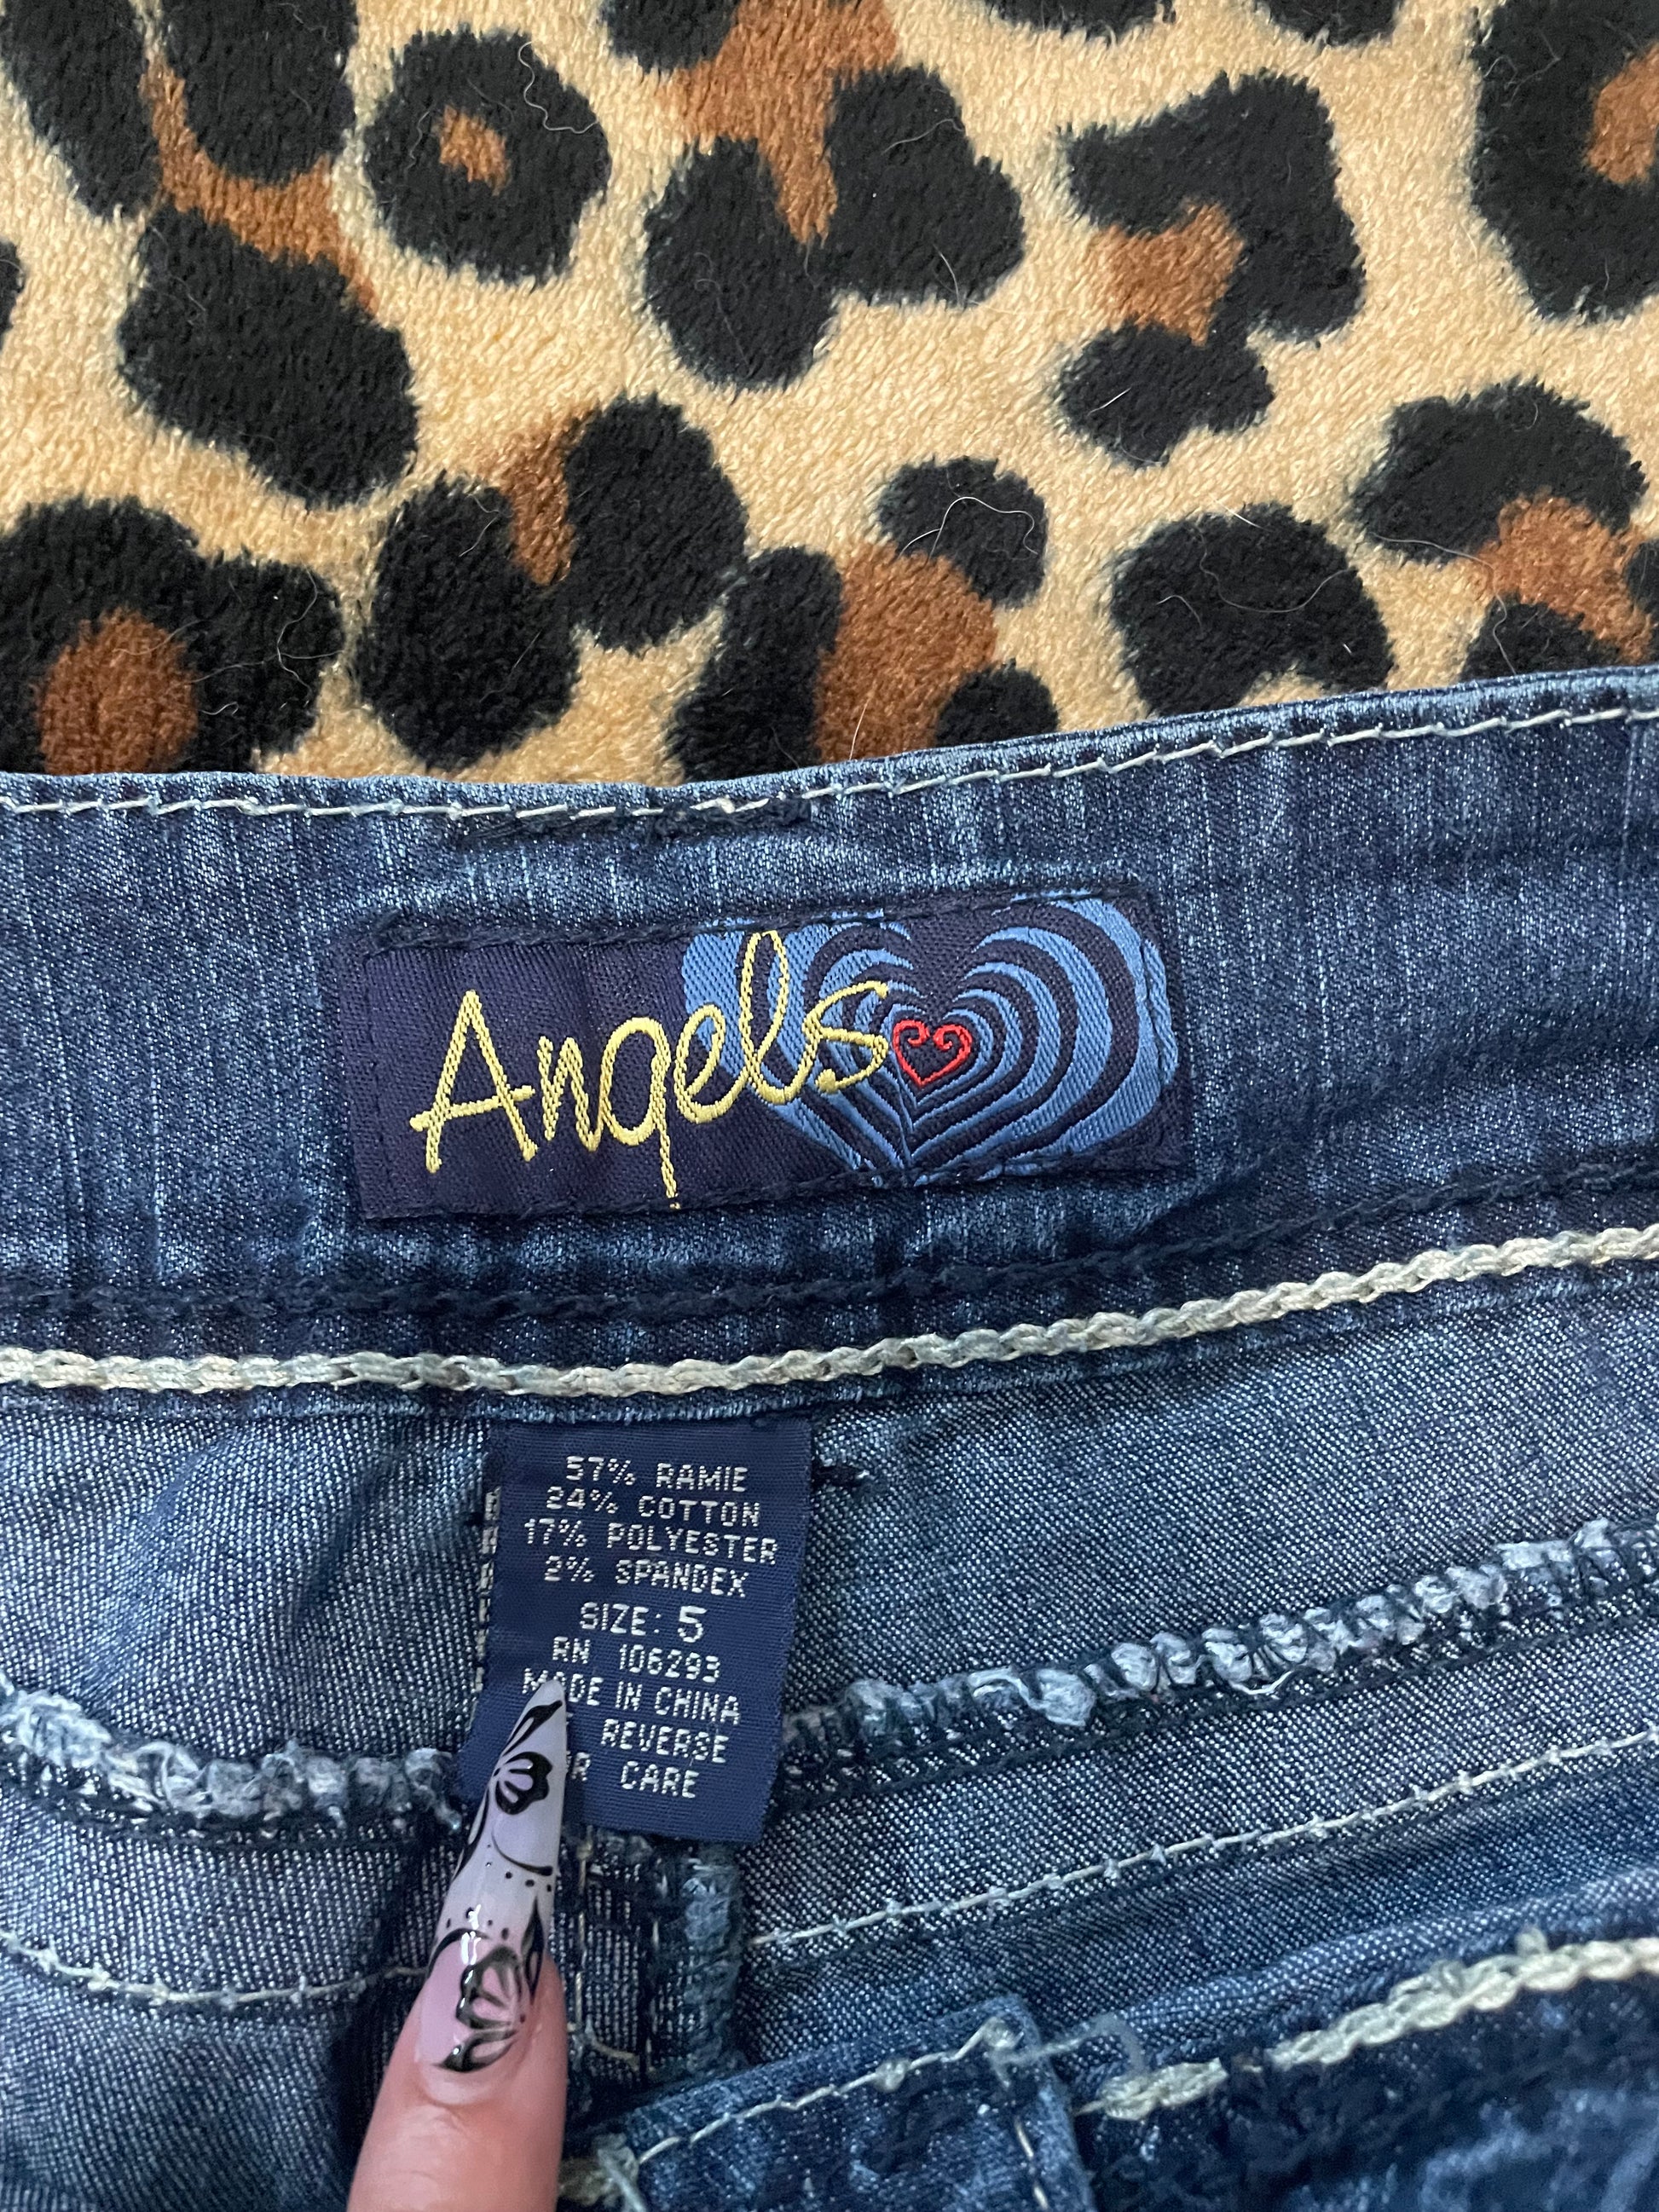 Angels
57% RAMIE
24% COTTON
17% POLYESTER
2% SPANDEX
SIZE: 5
RN 106293
MADE IN CHINA
REVERSE
CARE